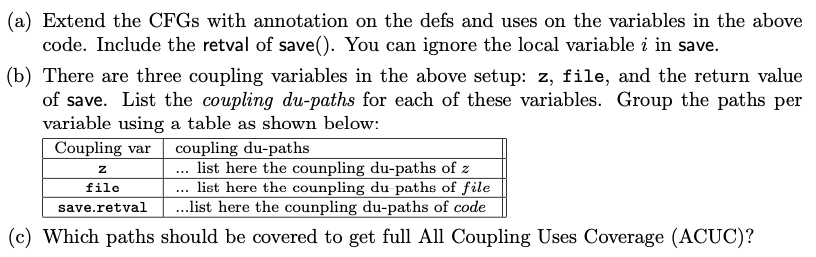 (a) Extend the CFGs with annotation on the defs and uses on the variables in the above
code. Include the retval of save(). You can ignore the local variable i in save.
(b) There are three coupling variables in the above setup: z, file, and the return value
of save. List the coupling du-paths for each of these variables. Group the paths per
variable using a table as shown below:
Coupling var coupling du-paths
z ... list here the counpling du-paths of z
file ... list here the counpling du-paths of file
save.retval ...list here the counpling du-paths of code
(c) Which paths should be covered to get full All Coupling Uses Coverage (ACUC)?